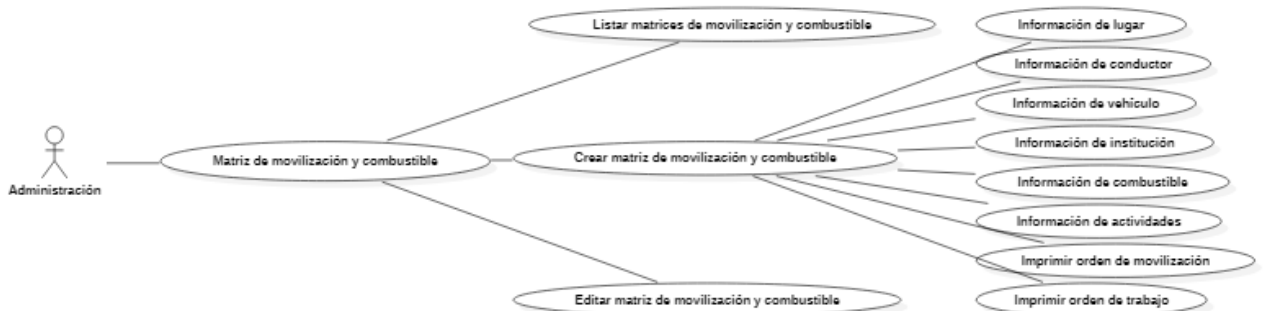 Listar matrices de movilización y combustible
Información de lugar
Información de conductor
Información de vehículo
Información de institución
Matriz de movilización y combustible
Crear matriz de movilización y combustible
Información de combustible
Administración
Información de actividades
Imprimir orden de movilización
Editar matriz de movilización y combustible
Imprimir orden de trabajo